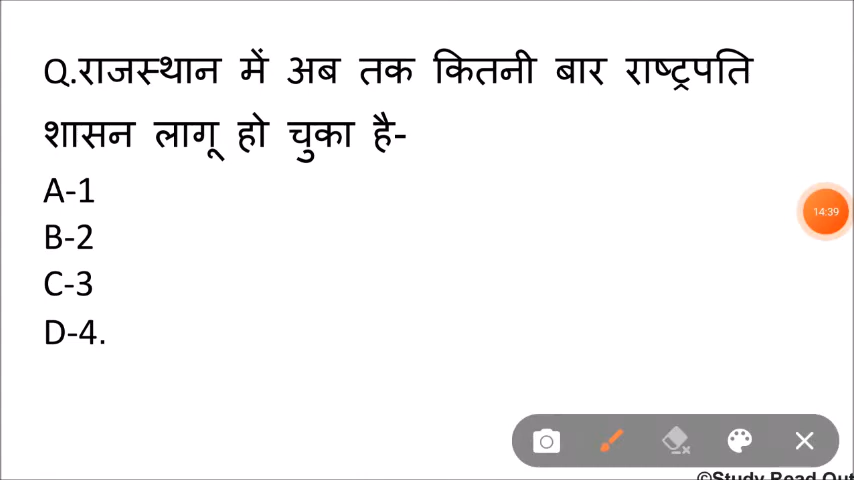 Q.राजस्थान में अब तक कितनी बार राष्ट्रपति
शासन लागू हो चुका है-
A-1
B-2
C-3
D-4.
14:39
©Study Read Out